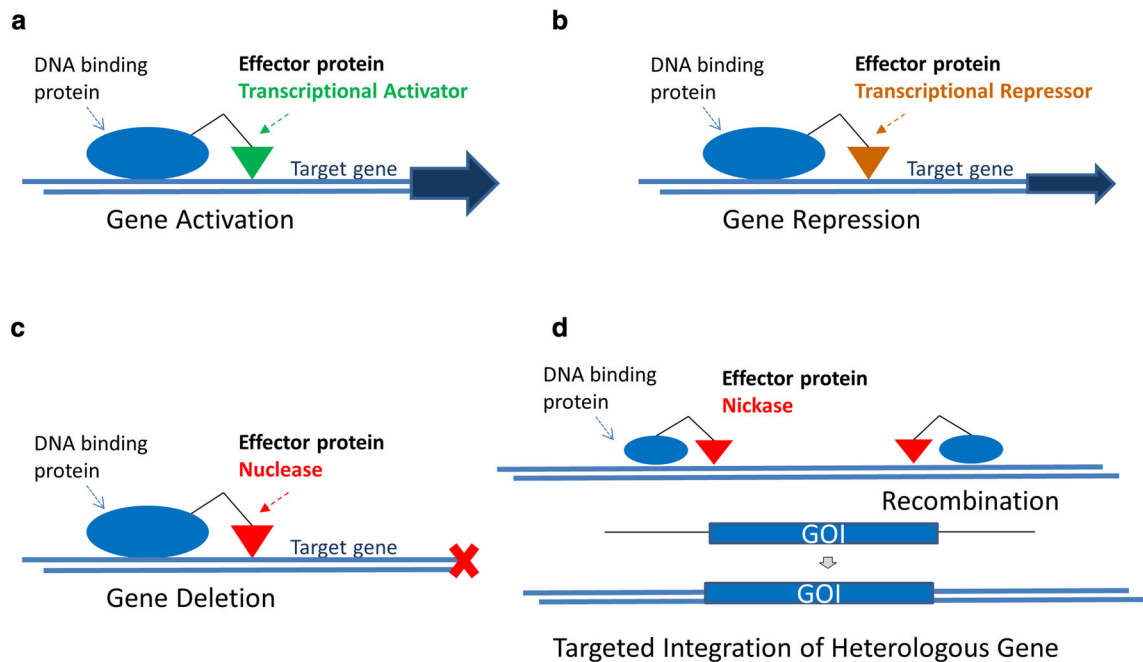 a
DNA binding
protein
Effector protein
Transcriptional Activator
Target gene
Gene Activation
b
DNA binding
protein
Effector protein
Transcriptional Repressor
Target gene
Gene Repression
c
DNA binding
protein
Effector protein
Nuclease
Target gene
Gene Deletion
d
DNA binding
protein
Effector protein
Nickase
Recombination
GOI
GOI
Targeted Integration of Heterologous Gene